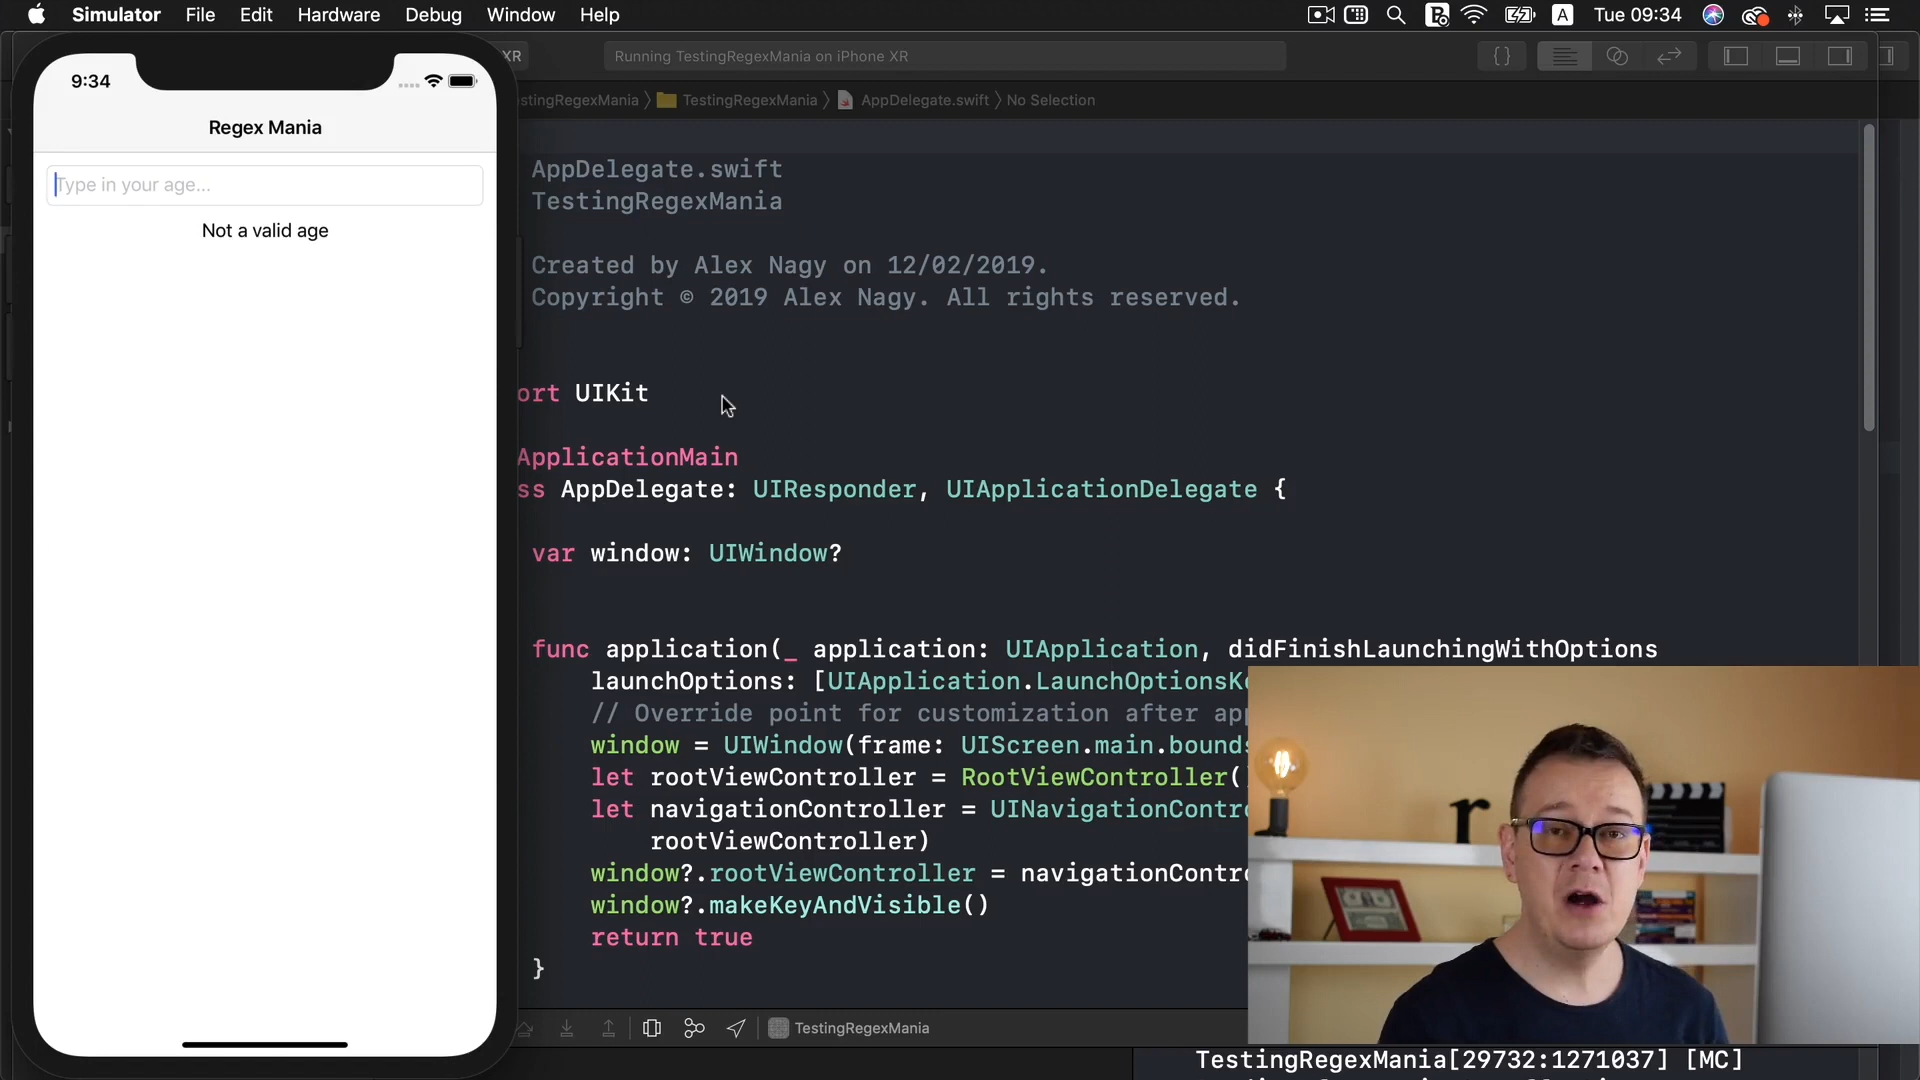 Simulator File Edit Hardware Debug Window Help
A Tue 09:34
XR
Running TestingRegexMania on iPhone XR
{}
9:34
stingRegexMania TestingRegexMania AppDelegate.swift No Selection
Regex Mania
Type in your age...
Not a valid age
AppDelegate.swift
TestingRegexMania
Created by Alex Nagy on 12/02/2019.
Copyright © 2019 Alex Nagy. All rights reserved.
ort UIKit
ApplicationMain
ss AppDelegate: UIResponder, UIApplicationDelegate {
var window: UIWindow?
func application(_ application: UIApplication, didFinishLaunchingWithOptions
launchOptions: [UIApplication.LaunchOptionsKe
// Override point for customization after app
window = UIWindow(frame: UIScreen.main.bounds
let rootViewController = RootViewController()
let navigationController = UINavigationContro
rootViewController)
window?.rootViewController = navigationContro
window?.makeKeyAndVisible()
return true
}
r
TestingRegexMania
TestingRegexMania[29732:1271037] [MC]